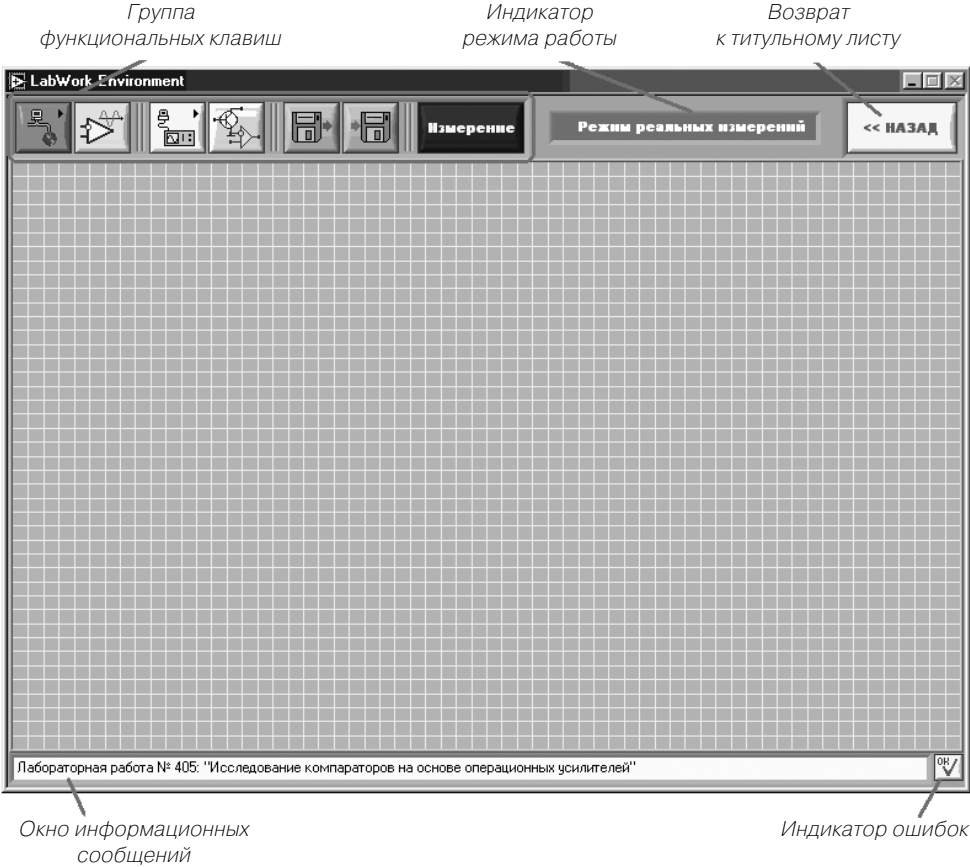 Группа
функциональных клавиш
Индикатор
режима работы
Возврат
к титульному листу
LabWork Environment
Измерение
Режим реальных измерений
<< НАЗАД
Лабораторная работа № 405: "Исследование компараторов на основе операционных усилителей"
OK
Окно информационных
сообщений
Индикатор ошибок